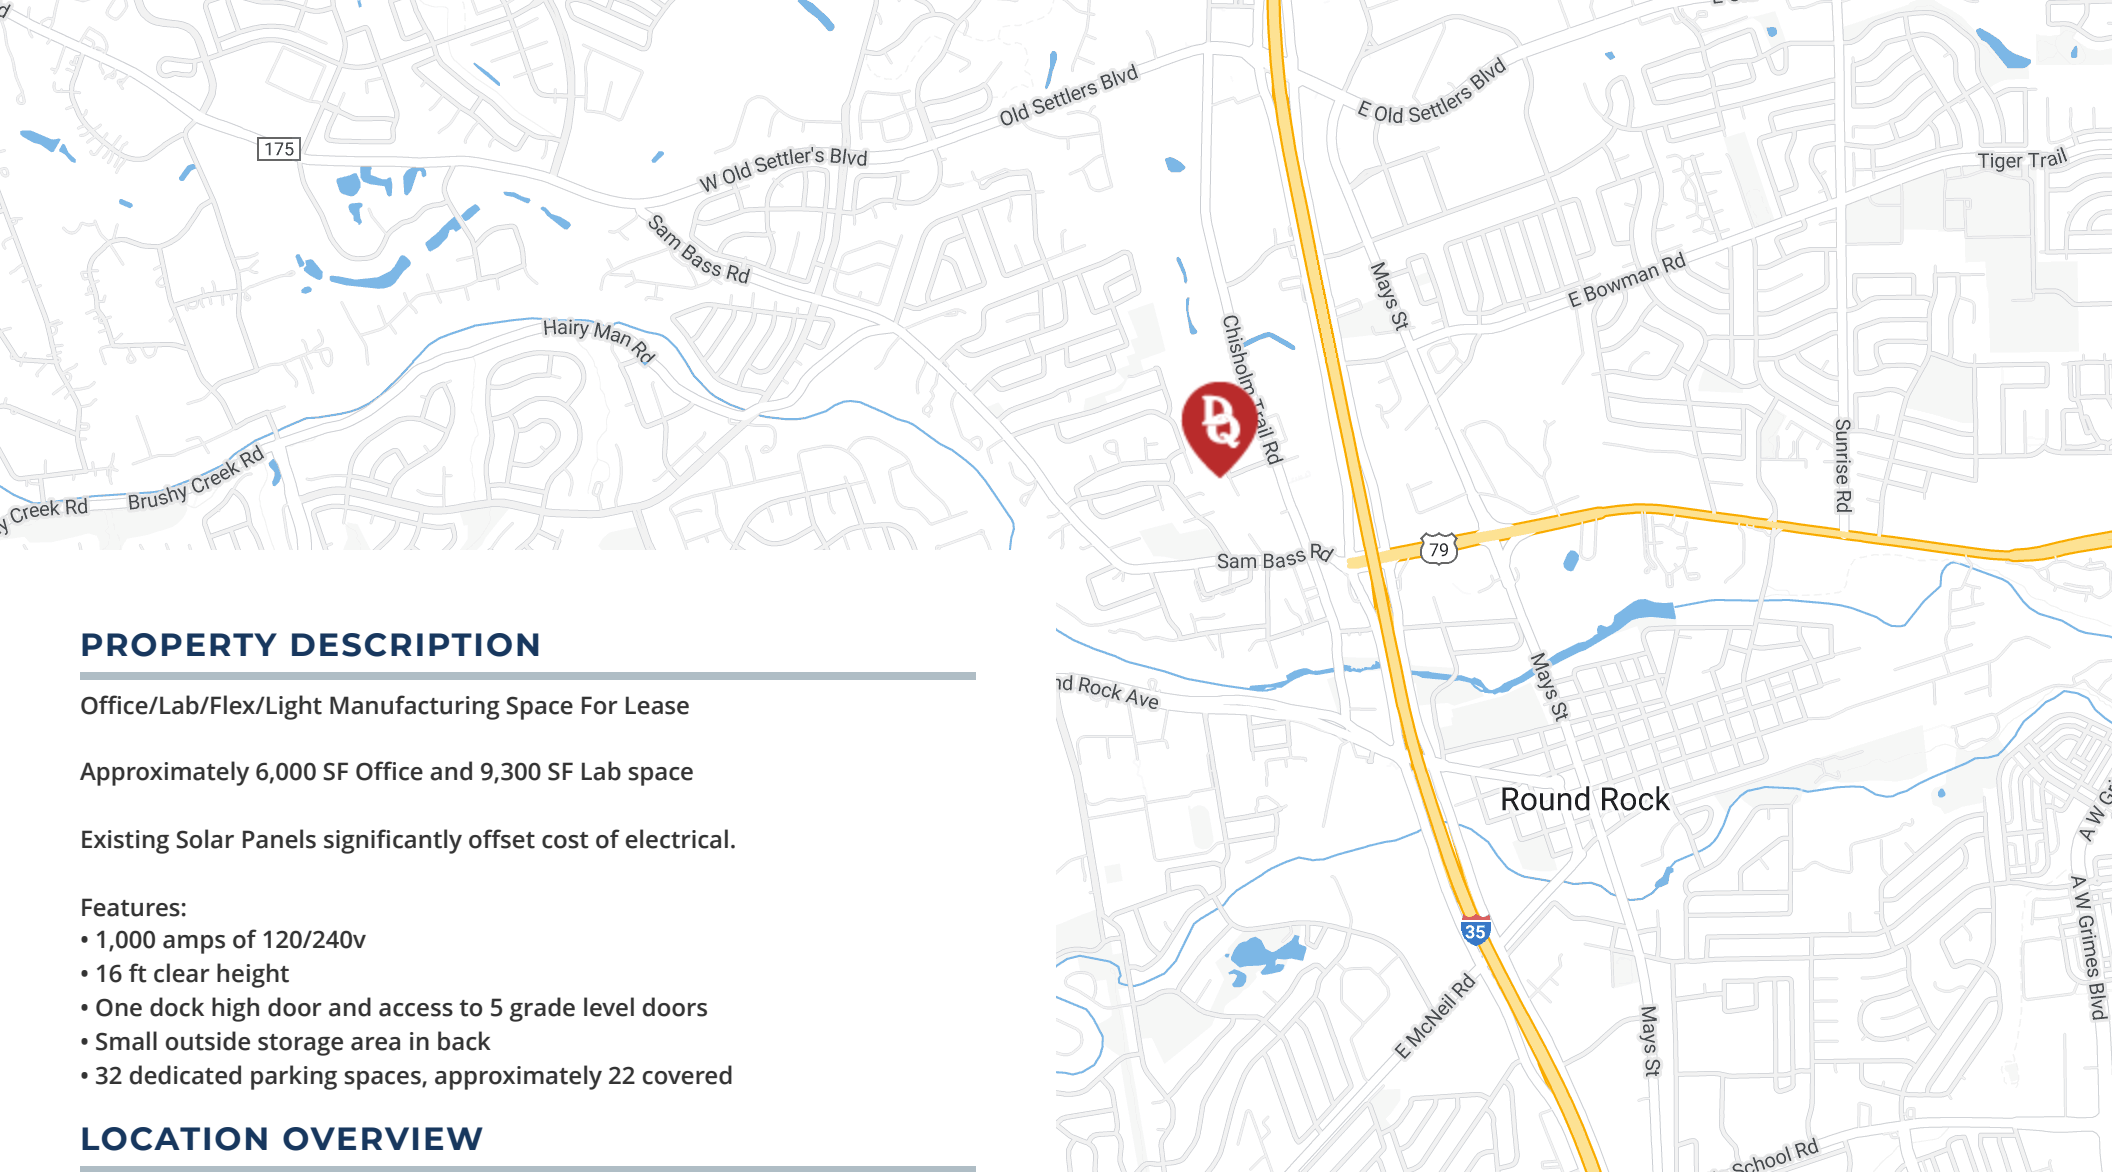 175
W Old Settler's Blvd
Old Settlers Blvd
E Old Settlers Blvd
Tiger Trail
Sam Bass Rd
Hairy Man Rd
Mays St
E Bowman Rd
Chisholm Trail Rd
DQ
Brushy Creek Rd
y Creek Rd
Sunrise Rd
Sam Bass Rd
79
nd Rock Ave
Mays St
Round Rock
A W Gr
35
A W Grimes Blvd
E McNeil Rd
Mays St
School Rd
PROPERTY DESCRIPTION
Office/Lab/Flex/Light Manufacturing Space For Lease
Approximately 6,000 SF Office and 9,300 SF Lab space
Existing Solar Panels significantly offset cost of electrical.
Features:
• 1,000 amps of 120/240v
• 16 ft clear height
• One dock high door and access to 5 grade level doors
• Small outside storage area in back
• 32 dedicated parking spaces, approximately 22 covered
LOCATION OVERVIEW